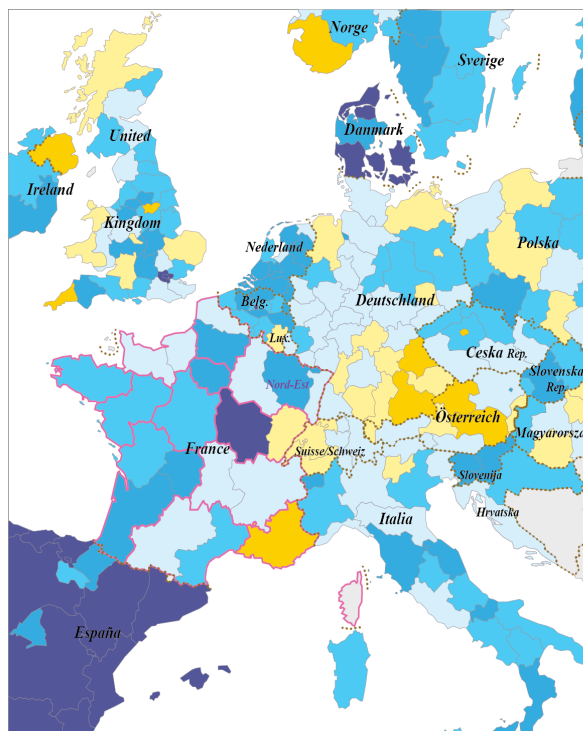 Norge
Sverige
United
Danmark
Ireland
Kingdom
Nederland
Polska
Belg.
Deutschland
Lux.
Ceska Rep.
Slovenska
Rep.
Nord-Est
Österreich
Magyarorza
France
Suisse/Schweiz
Slovenija
Hrvatska
Italia
España